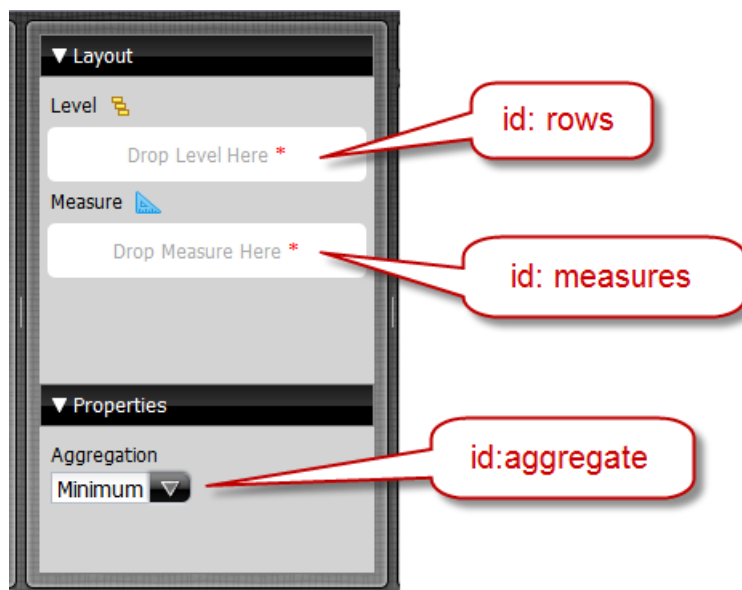 Layout
Level
id: rows
Drop Level Here *
Measure
Drop Measure Here *
id: measures
Properties
Aggregation
id:aggregate
Minimum